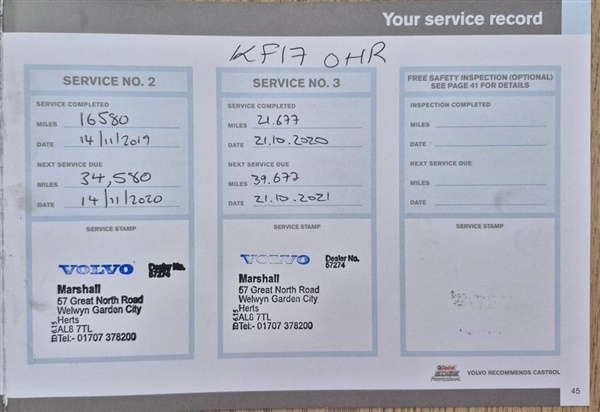 Your service record
KF17 OHR
SERVICE NO. 2
SERVICE COMPLETED
MILES 16580
DATE 14/11/2019
NEXT SERVICE DUE
MILES 34,580
DATE 14/11/2020
SERVICE STAMP
VOLVO Dealer No.
57274
Marshall
57 Great North Road
Welwyn Garden City
Herts
AL8 7TL
Tel:- 01707 378200
SERVICE NO. 3
SERVICE COMPLETED
MILES 21.677
DATE 21.10.2020
NEXT SERVICE DUE
MILES 39.677
DATE 21.10.2021
SERVICE STAMP
VOLVO Dealer No.
57274
Marshall
57 Great North Road
Welwyn Garden City
Herts
AL8 7TL
Tel:- 01707 378200
FREE SAFETY INSPECTION (OPTIONAL)
SEE PAGE 41 FOR DETAILS
INSPECTION COMPLETED
MILES
DATE
NEXT SERVICE DUE
MILES
DATE
SERVICE STAMP
Castrol
EDGE
Professional
VOLVO RECOMMENDS CASTROL
45